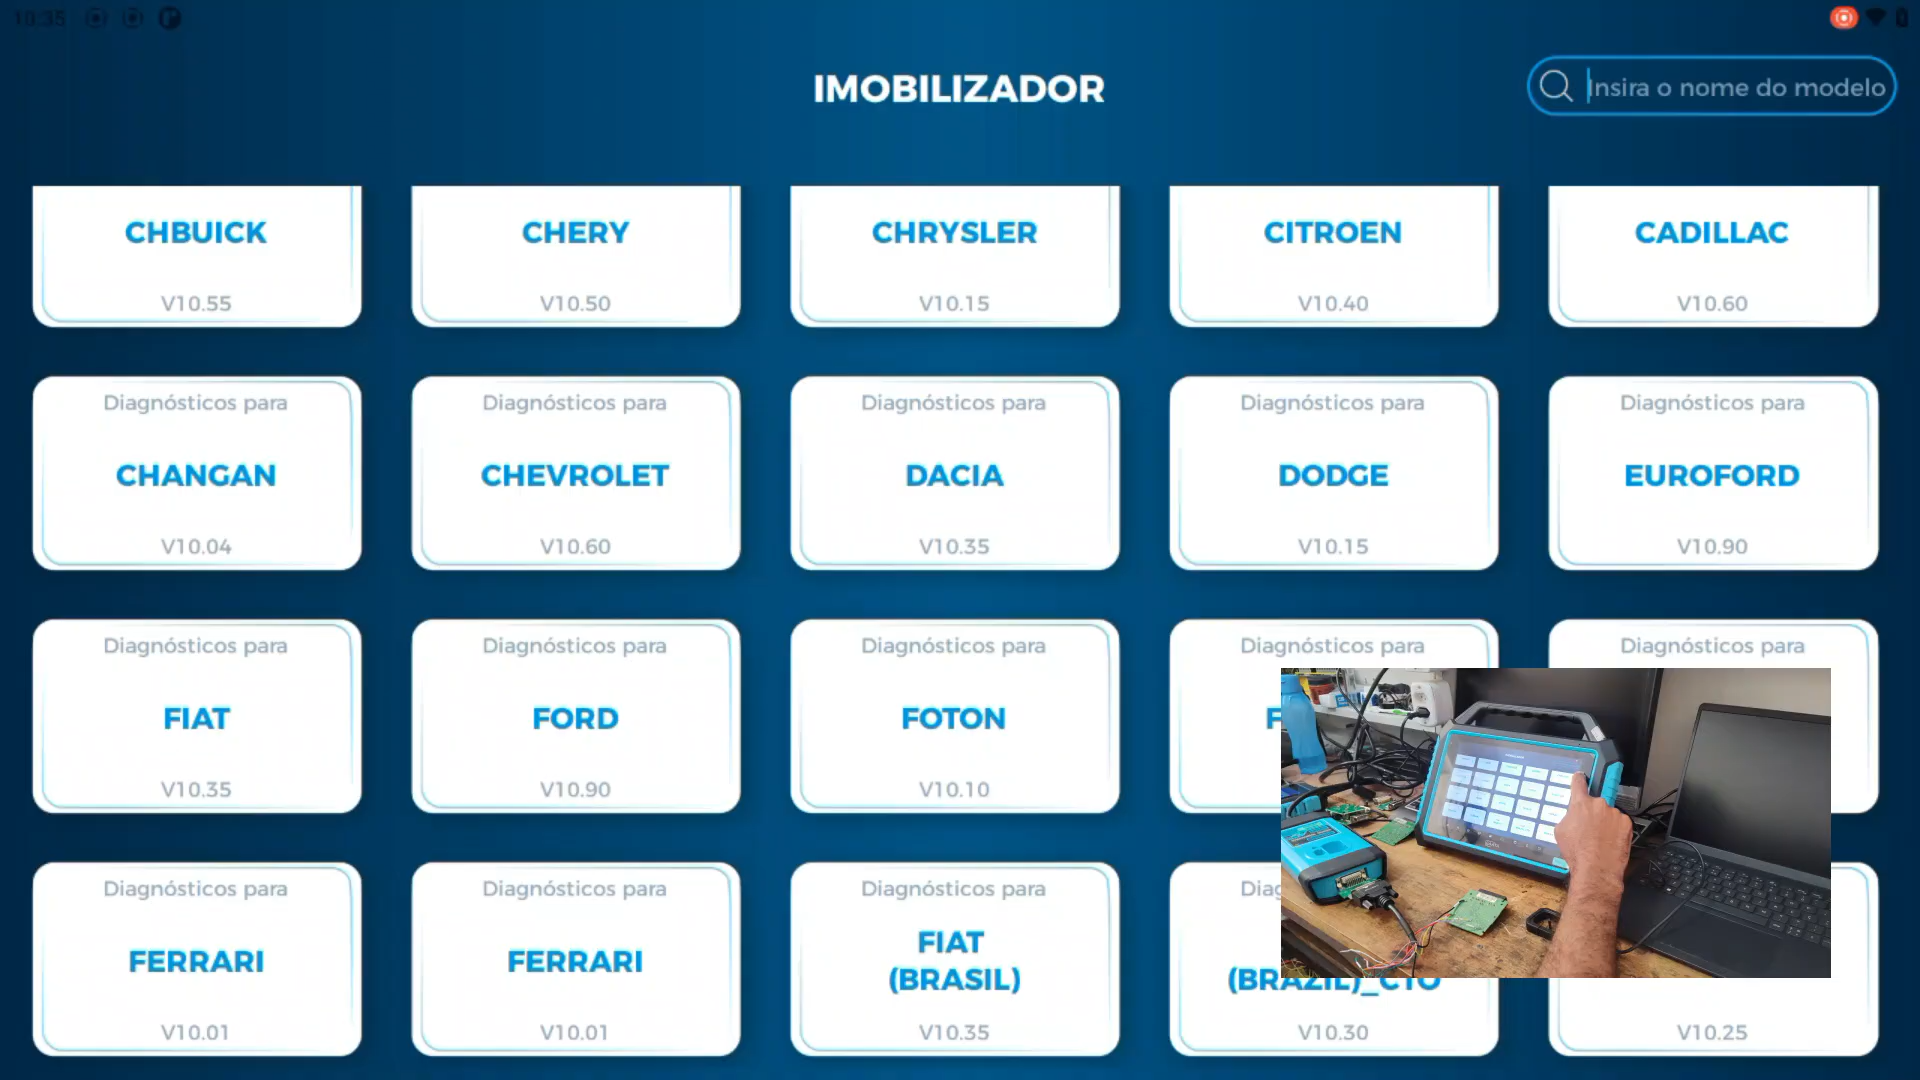 10:35
IMOBILIZADOR
Insira o nome do modelo
CHBUICK
V10.55
CHERY
V10.50
CHRYSLER
V10.15
CITROEN
V10.40
CADILLAC
V10.60
Diagnósticos para
CHANGAN
V10.04
Diagnósticos para
CHEVROLET
V10.60
Diagnósticos para
DACIA
V10.35
Diagnósticos para
DODGE
V10.15
Diagnósticos para
EUROFORD
V10.90
Diagnósticos para
FIAT
V10.35
Diagnósticos para
FORD
V10.90
Diagnósticos para
FOTON
V10.10
Diagnósticos para
Diagnósticos para
Diagnósticos para
FERRARI
V10.01
Diagnósticos para
FERRARI
V10.01
Diagnósticos para
FIAT
(BRASIL)
V10.35
(BRAZIL)_CTO
V10.30
V10.25